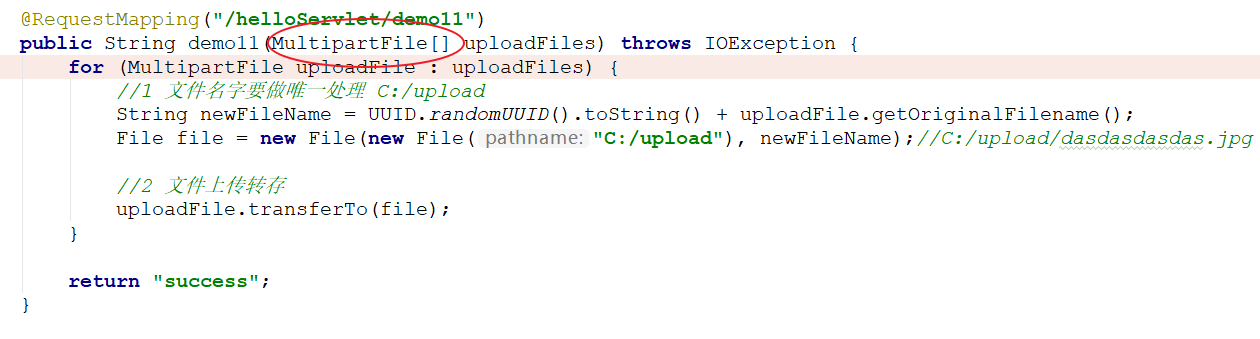 @RequestMapping("/helloServlet/demo11")
public String demo11(MultipartFile[] uploadFiles) throws IOException {
for (MultipartFile uploadFile : uploadFiles) {
//1 文件名字要做唯一处理 C:/upload
String newFileName = UUID.randomUUID().toString() + uploadFile.getOriginalFilename();
File file = new File(new File( pathname: "C:/upload"), newFileName);//C:/upload/dasdasdasdas.jpg
//2 文件上传转存
uploadFile.transferTo(file);
}
return "success";
}